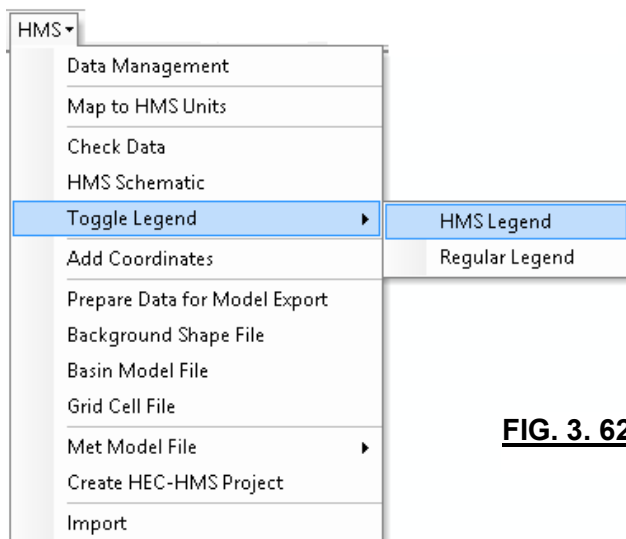 HMS
Data Management
Map to HMS Units
Check Data
HMS Schematic
Toggle Legend
HMS Legend
Regular Legend
Add Coordinates
Prepare Data for Model Export
Background Shape File
Basin Model File
Grid Cell File
FIG. 3. 62
Met Model File
Create HEC-HMS Project
Import